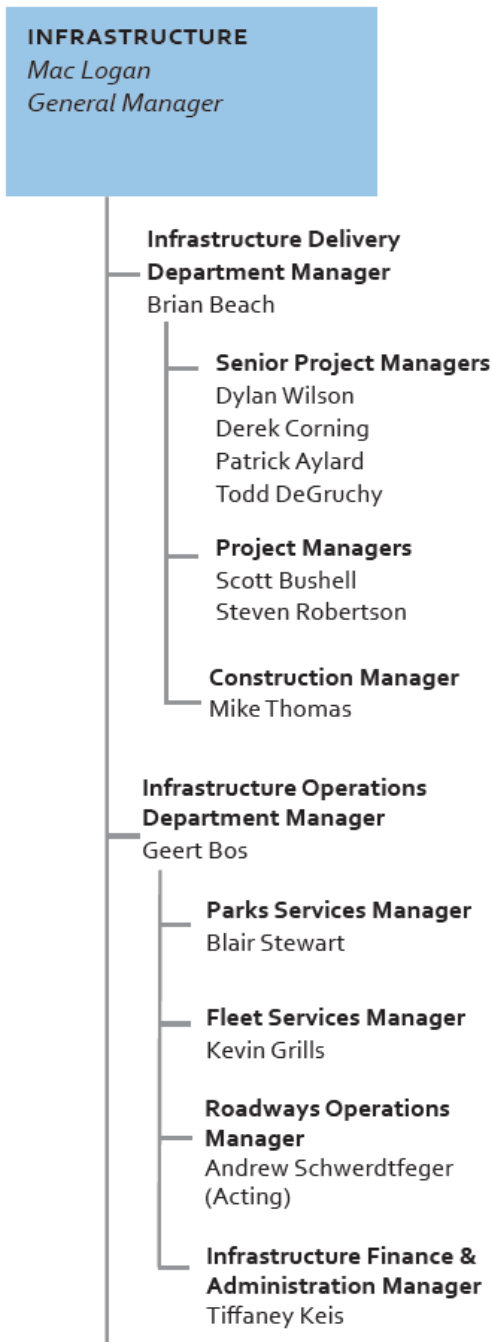 INFRASTRUCTURE
Mac Logan
General Manager
Infrastructure Delivery
Department Manager
Brian Beach
Senior Project Managers
Dylan Wilson
Derek Corning
Patrick Aylard
Todd DeGruchy
Project Managers
Scott Bushell
Steven Robertson
Construction Manager
Mike Thomas
Infrastructure Operations
Department Manager
Geert Bos
Parks Services Manager
Blair Stewart
Fleet Services Manager
Kevin Grills
Roadways Operations
Manager
Andrew Schwerdtfeger
(Acting)
Infrastructure Finance &
Administration Manager
Tiffaney Keis